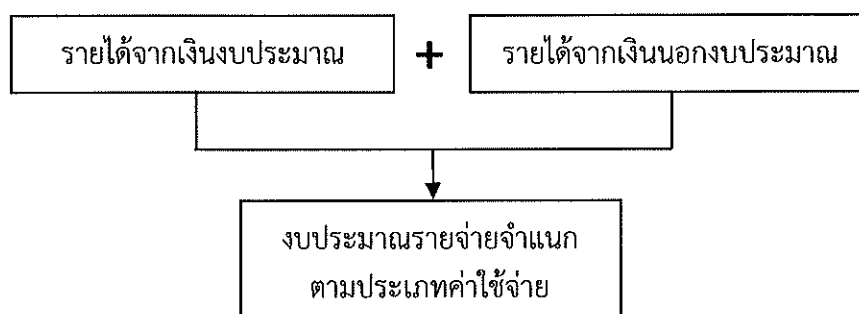 รายได้จากเงินงบประมาณ
+
รายได้จากเงินนอกงบประมาณ
งบประมาณรายจ่ายจำแนก
ตามประเภทค่าใช้จ่าย